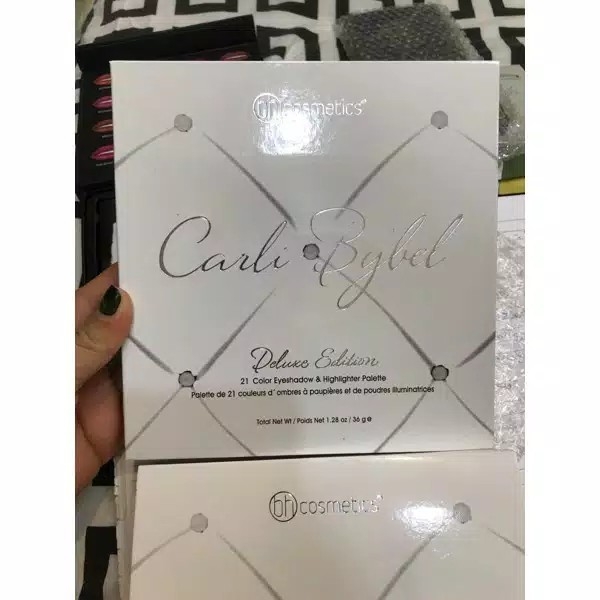 bh cosmetics
Carli Bybel
Deluxe Edition
21 Color Eyeshadow & Highlighter Palette
Palette de 21 couleurs d' ombres à paupières et de poudres illuminatrices
Total Net Wt / Poids Net 1.28 oz / 36 g e
bh cosmetics